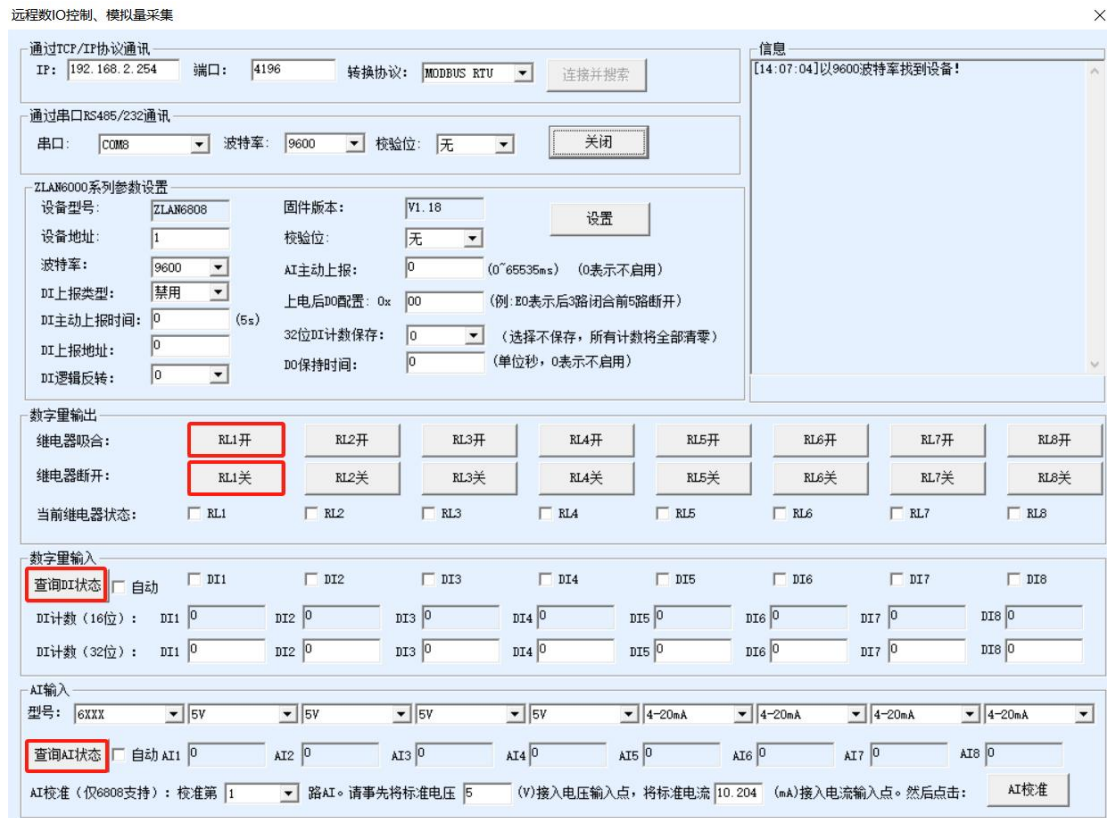 远程数IO控制、模拟量采集
通过TCP/IP协议通讯
IP: 192.168.2.254 端口: 4196 转换协议: MODBUS RTU 连接并搜索
通过串口RS485/232通讯
串口: COM8 波特率: 9600 校验位: 无 关闭
信息
[14:07:04]以9600波特率找到设备!
ZLAN6000系列参数设置
设备型号: ZLAN6808 固件版本: V1.18 设置
设备地址: 1 校验位: 无
波特率: 9600 AI主动上报: 0 (0~65535ms) (0表示不启用)
DI上报类型: 禁用 上电后DO配置: 0x 00 (例:E0表示后3路闭合前5路断开)
DI主动上报时间: 0 (5s) 32位DI计数保存: 0 (选择不保存，所有计数将全部清零)
DI上报地址: 0 DO保持时间: 0 (单位秒，0表示不启用)
DI逻辑反转: 0
数字量输出
继电器吸合: RL1开 RL2开 RL3开 RL4开 RL5开 RL6开 RL7开 RL8开
继电器断开: RL1关 RL2关 RL3关 RL4关 RL5关 RL6关 RL7关 RL8关
当前继电器状态: RL1 RL2 RL3 RL4 RL5 RL6 RL7 RL8
数字量输入
查询DI状态 自动 DI1 DI2 DI3 DI4 DI5 DI6 DI7 DI8
DI计数(16位): DI1 0 DI2 0 DI3 0 DI4 0 DI5 0 DI6 0 DI7 0 DI8 0
DI计数(32位): DI1 0 DI2 0 DI3 0 DI4 0 DI5 0 DI6 0 DI7 0 DI8 0
AI输入
型号: 6XXX 5V 5V 5V 5V 4-20mA 4-20mA 4-20mA 4-20mA
查询AI状态 自动 AI1 0 AI2 0 AI3 0 AI4 0 AI5 0 AI6 0 AI7 0 AI8 0
AI校准(仅6808支持): 校准第 1 路AI。请事先将标准电压 5 (V)接入电压输入点，将标准电流 10.204 (mA)接入电流输入点。然后点击: AI校准